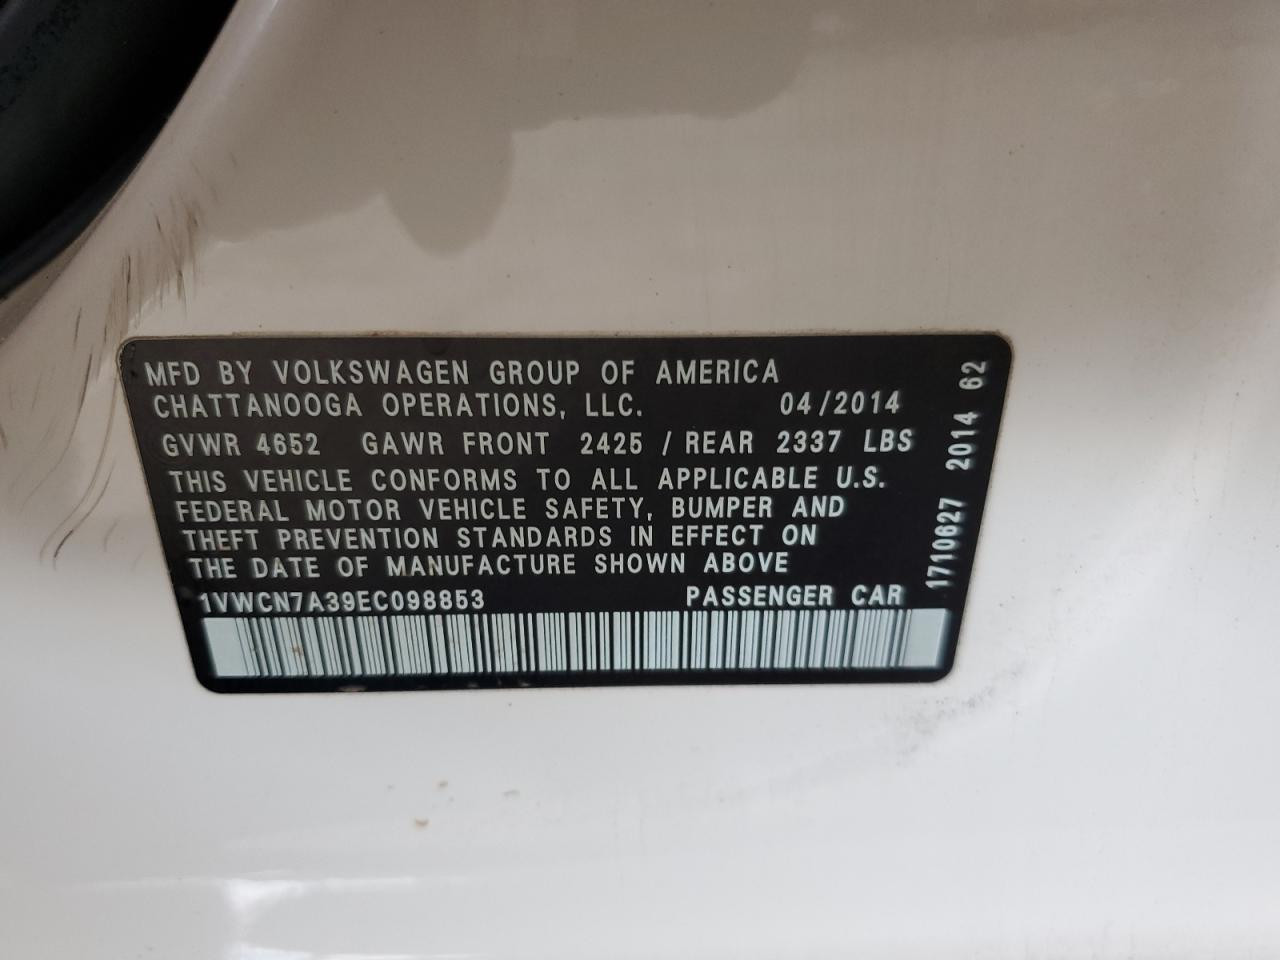 MFD BY VOLKSWAGEN GROUP OF AMERICA
CHATTANOOGA OPERATIONS, LLC. 04/2014
GVWR 4652 GAWR FRONT 2425 / REAR 2337 LBS
THIS VEHICLE CONFORMS TO ALL APPLICABLE U.S.
FEDERAL MOTOR VEHICLE SAFETY, BUMPER AND
THEFT PREVENTION STANDARDS IN EFFECT ON
THE DATE OF MANUFACTURE SHOWN ABOVE
1VWCN7A39EC098853 PASSENGER CAR
1710627 2014 62